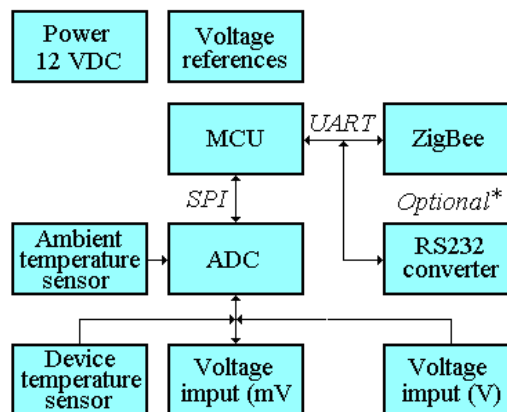 Power
12 VDC
Voltage
references
MCU
UART
ZigBee
SPI
Optional*
Ambient
temperature
sensor
ADC
RS232
converter
Device
temperature
sensor
Voltage
imput (mV
Voltage
imput (V)